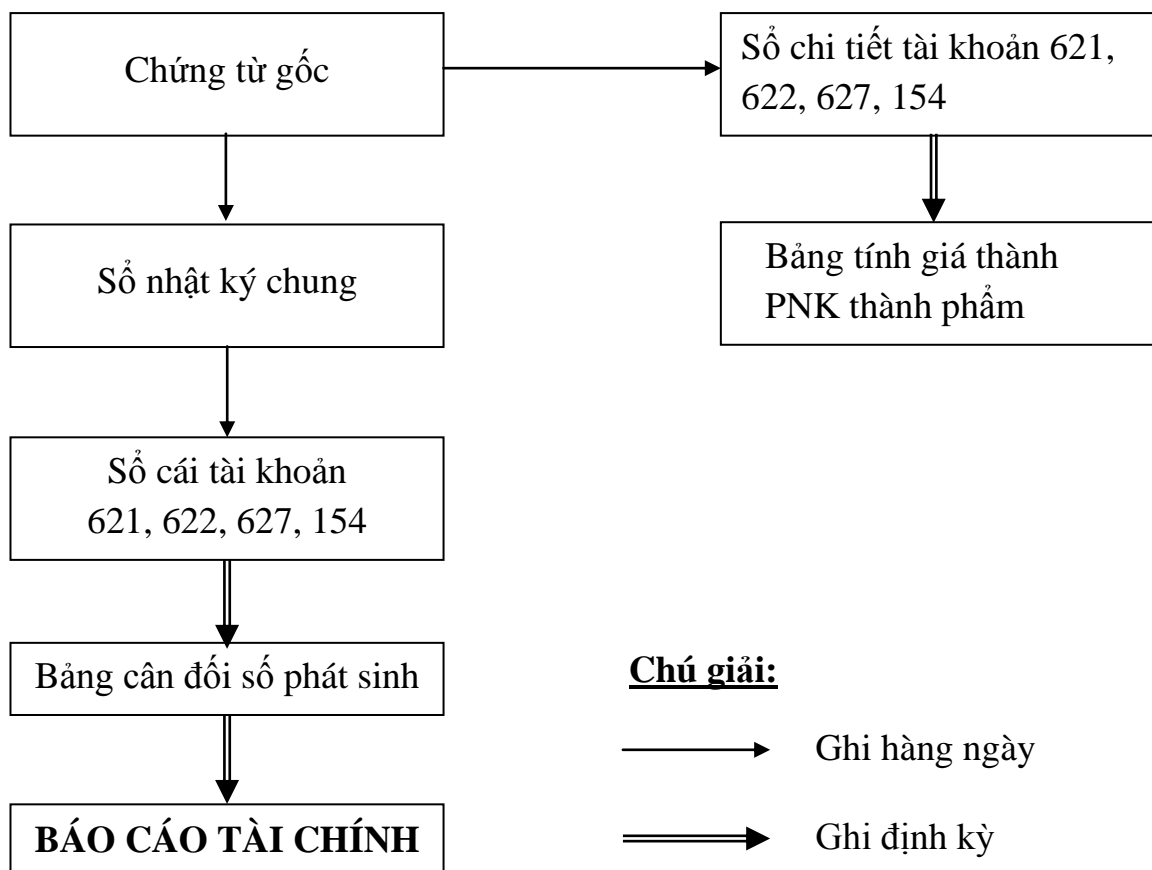 Chứng từ gốc
Sổ chi tiết tài khoản 621,
622, 627, 154
Sổ nhật ký chung
Bảng tính giá thành
PNK thành phẩm
Sổ cái tài khoản
621, 622, 627, 154
Bảng cân đối số phát sinh
BÁO CÁO TÀI CHÍNH
Chú giải:
Ghi hàng ngày
Ghi định kỳ